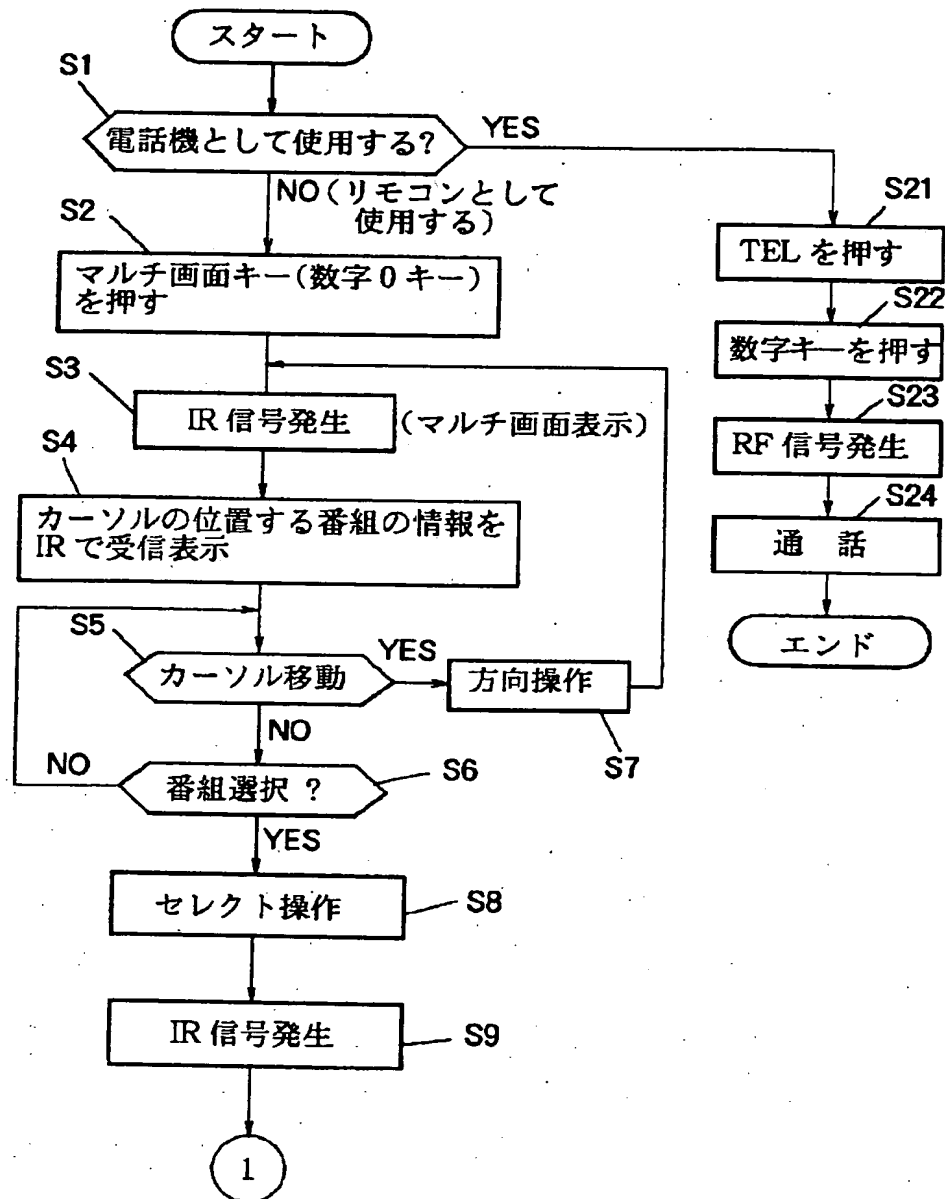 スタート
S1
電話機として使用する?
YES
NO(リモコンとして
使用する)
S2
マルチ画面キー(数字0キー)
を押す
S3
IR信号発生
(マルチ画面表示)
S4
カーソルの位置する番組の情報を
IRで受信表示
S5
カーソル移動
YES
方向操作
S7
NO
NO
番組選択 ?
S6
YES
セレクト操作
S8
IR信号発生
S9
1
S21
TELを押す
S22
数字キーを押す
S23
RF信号発生
S24
通 話
エンド